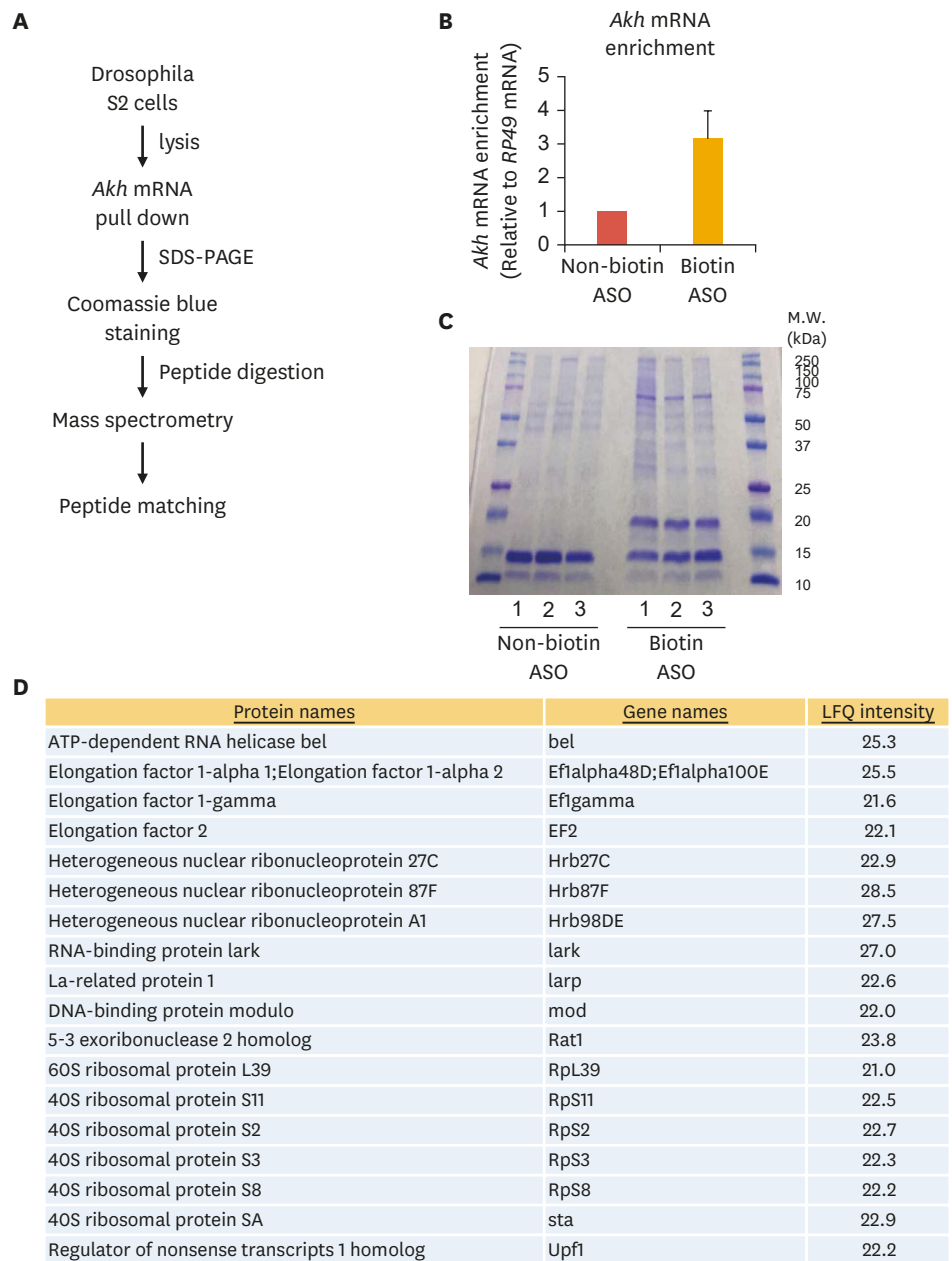 A
Drosophila
S2 cells
lysis
Akh mRNA
pull down
SDS-PAGE
Coomassie blue
staining
Peptide digestion
Mass spectrometry
Peptide matching
B
Akh mRNA
enrichment
Akh mRNA enrichment
(Relative to RP49 mRNA)
5
4
3
2
1
0
Non-biotin
ASO
Biotin
ASO
C
M.W.
(kDa)
250
150
100
75
50
37
25
20
15
10
1 2 3 1 2 3
Non-biotin
ASO
Biotin
ASO
D
Protein names Gene names LFQ intensity
ATP-dependent RNA helicase bel bel 25.3
Elongation factor 1-alpha 1;Elongation factor 1-alpha 2 Ef1alpha48D;Ef1alpha100E 25.5
Elongation factor 1-gamma Ef1gamma 21.6
Elongation factor 2 EF2 22.1
Heterogeneous nuclear ribonucleoprotein 27C Hrb27C 22.9
Heterogeneous nuclear ribonucleoprotein 87F Hrb87F 28.5
Heterogeneous nuclear ribonucleoprotein A1 Hrb98DE 27.5
RNA-binding protein lark lark 27.0
La-related protein 1 larp 22.6
DNA-binding protein modulo mod 22.0
5-3 exoribonuclease 2 homolog Rat1 23.8
60S ribosomal protein L39 RpL39 21.0
40S ribosomal protein S11 RpS11 22.5
40S ribosomal protein S2 RpS2 22.7
40S ribosomal protein S3 RpS3 22.3
40S ribosomal protein S8 RpS8 22.2
40S ribosomal protein SA sta 22.9
Regulator of nonsense transcripts 1 homolog Upf1 22.2